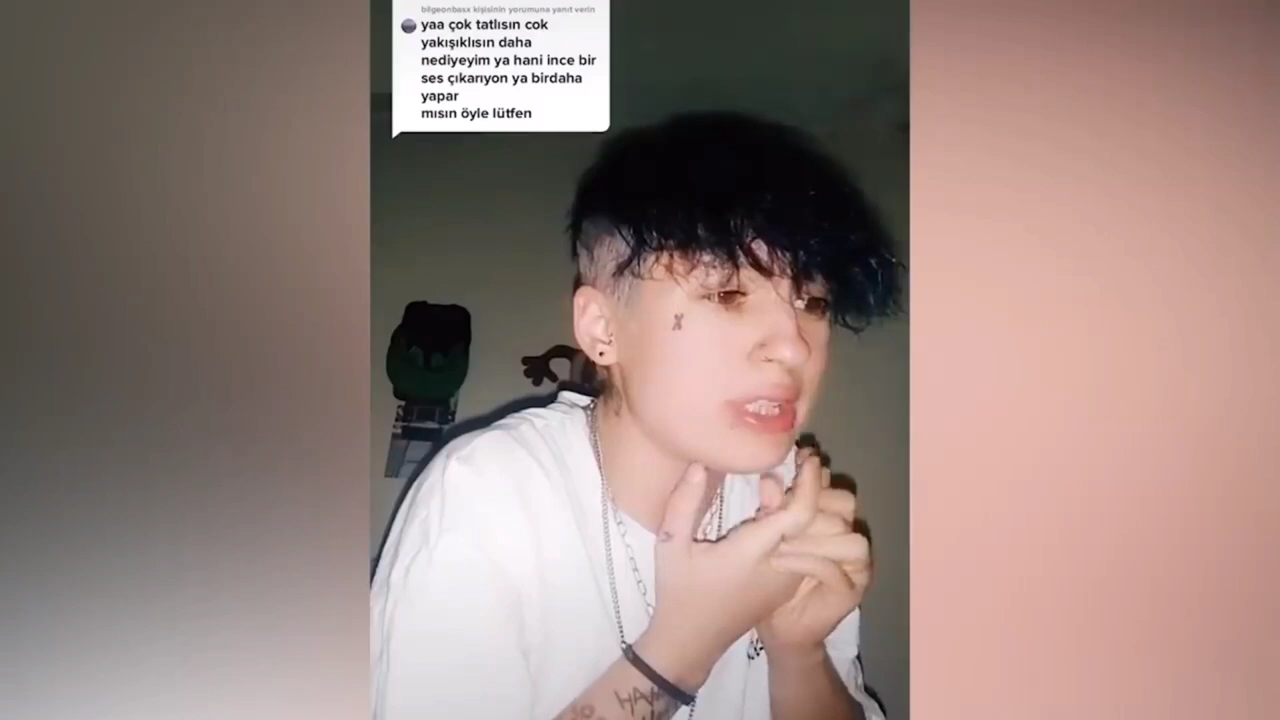 bilgeonbasx kişisinin yorumuna yanıt verin
yaa çok tatlısın cok
yakışıklısın daha
nediyeyim ya hani ince bir
ses çıkarıyon ya birdaha
yapar
mısın öyle lütfen